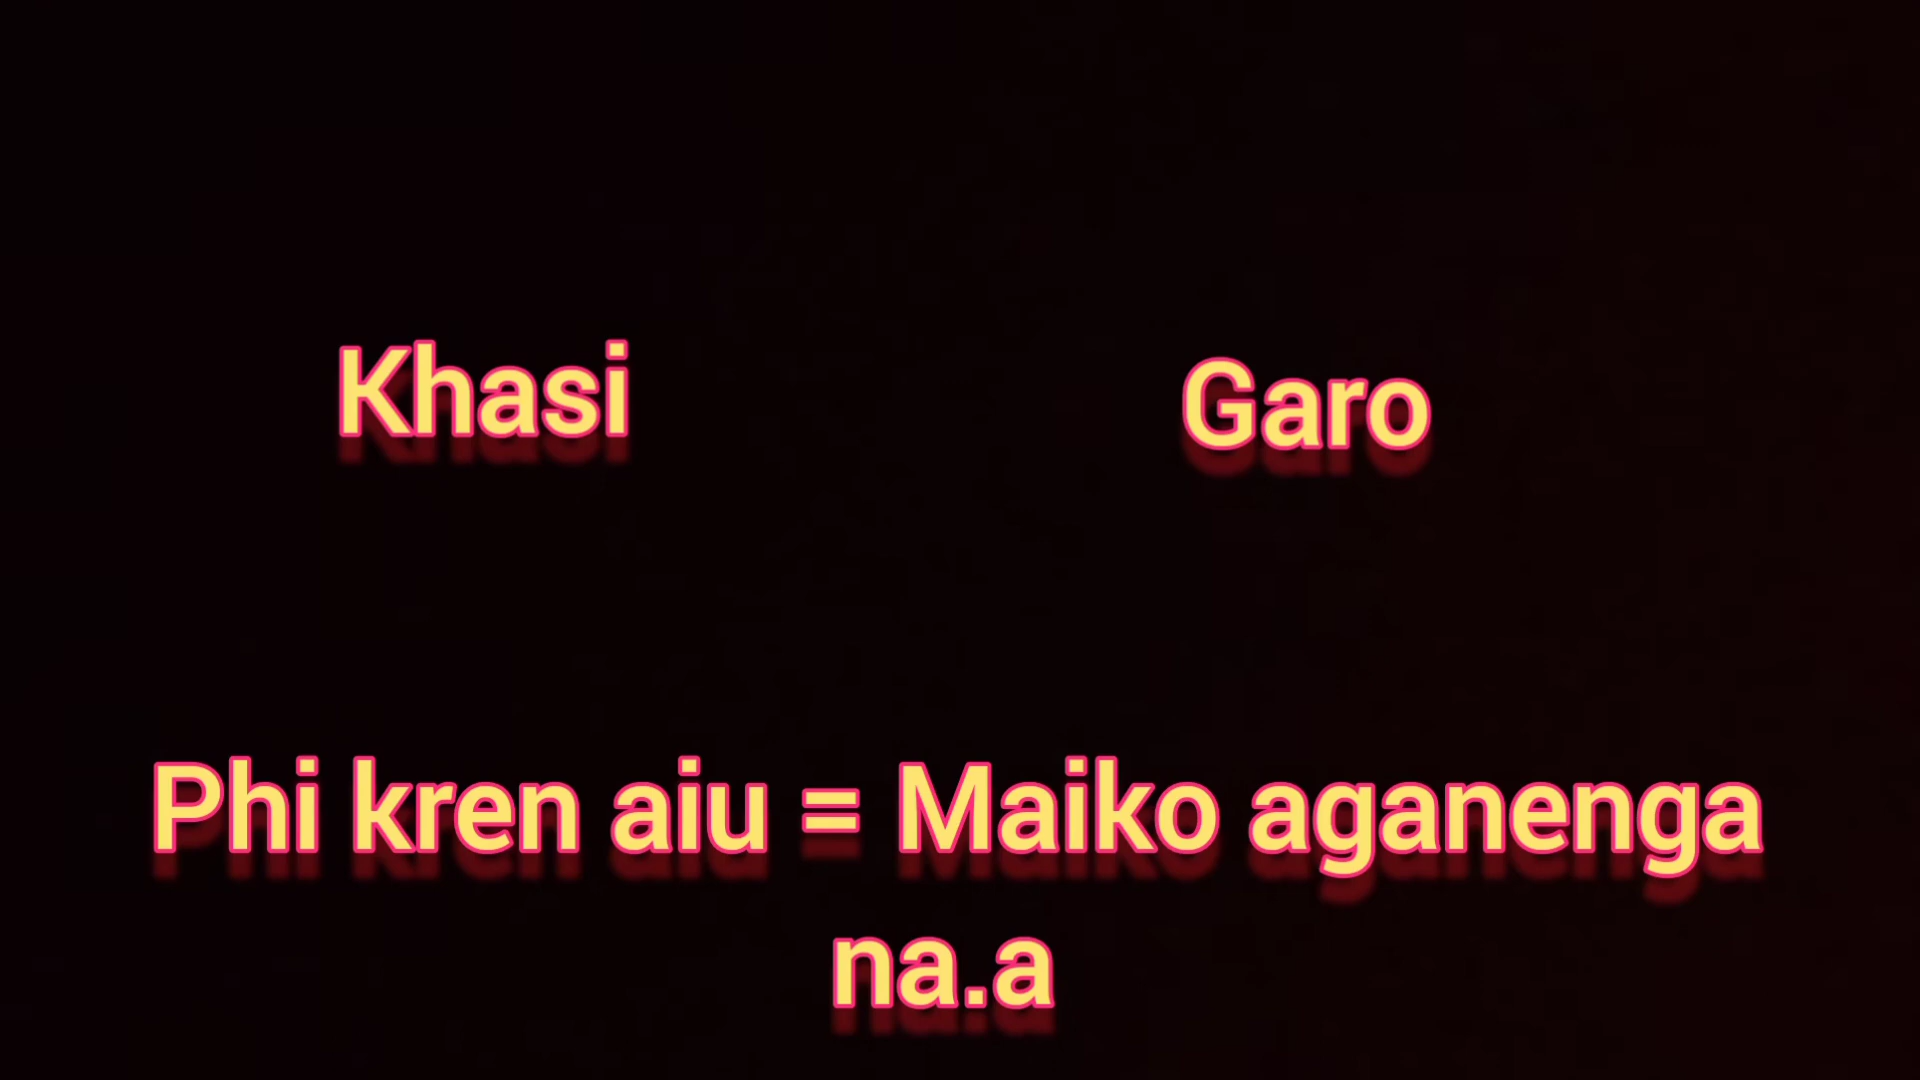 Khasi
Garo
Phi kren aiu = Maiko aganenga
na.a